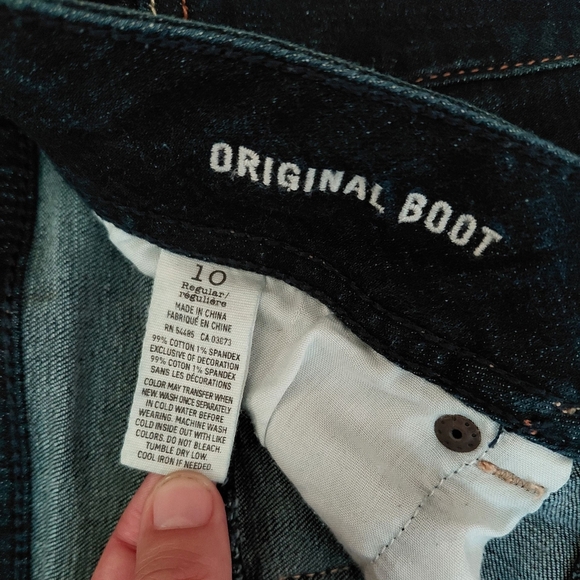 ORIGINAL BOOT
10
Regular/
régulière
MADE IN CHINA
FABRIQUÉ EN CHINE
RN 54485 CA 03073
99% COTTON 1% SPANDEX
EXCLUSIVE OF DECORATION
99% COTTON 1% SPANDEX
SANS LES DÉCORATIONS
COLOR MAY TRANSFER WHEN
NEW. WASH ONCE SEPARATELY
IN COLD WATER BEFORE
WEARING. MACHINE WASH
COLD INSIDE OUT WITH LIKE
COLORS. DO NOT BLEACH.
TUMBLE DRY LOW.
COOL IRON IF NEEDED.